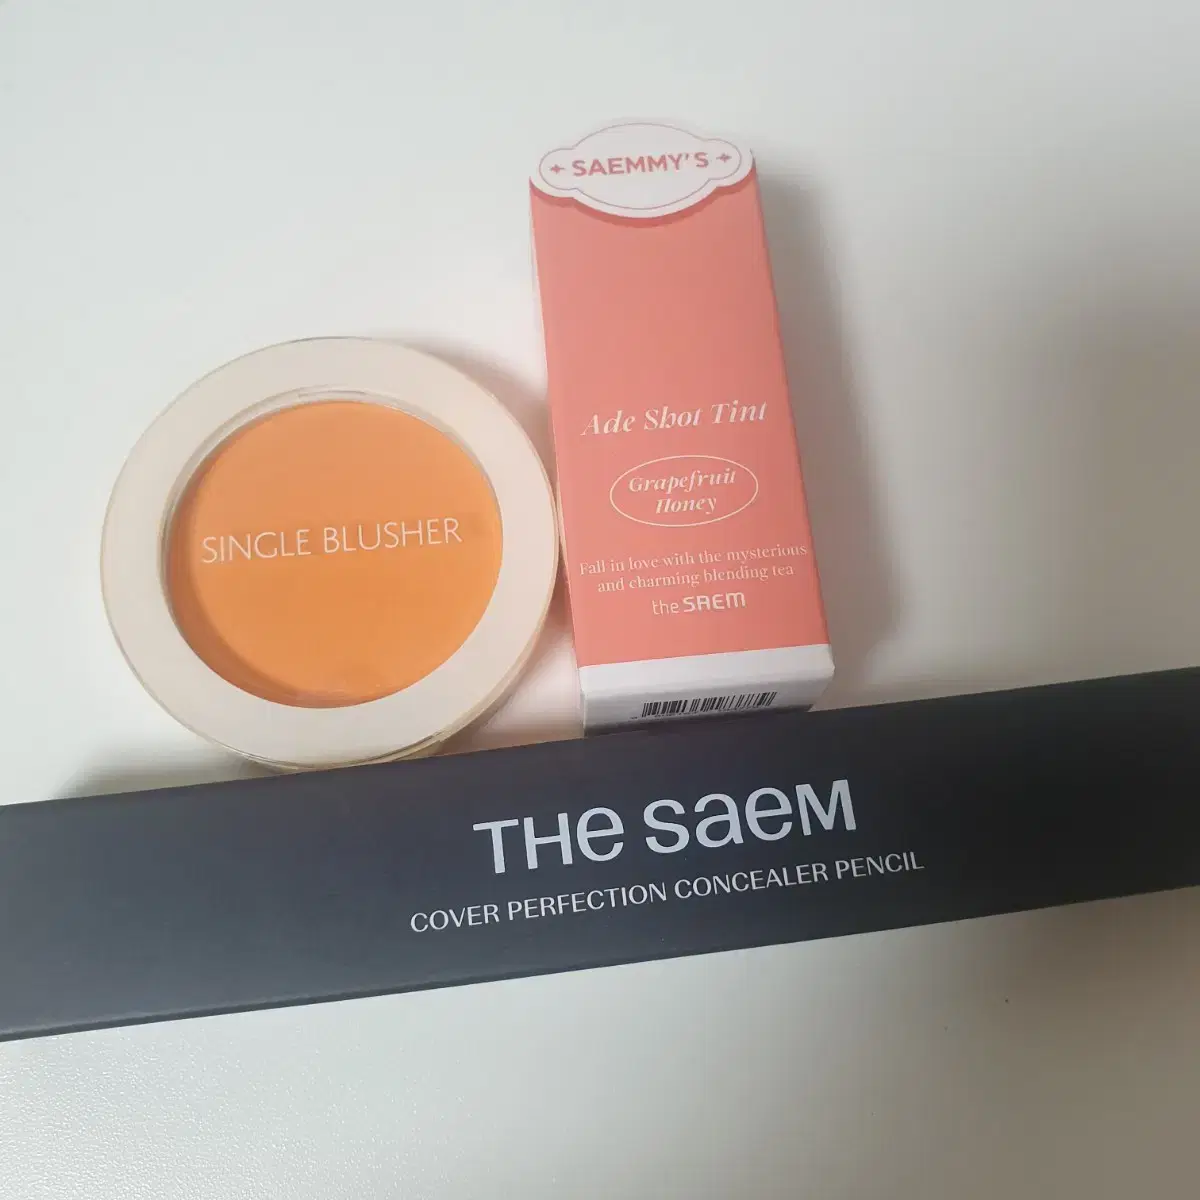 SAEMMY'S
Ade Shot Tint
Grapefruit
Honey
Fall in love with the mysterious
and charming blending tea
the SAEM
SINGLE BLUSHER
THE SAEM
COVER PERFECTION CONCEALER PENCIL